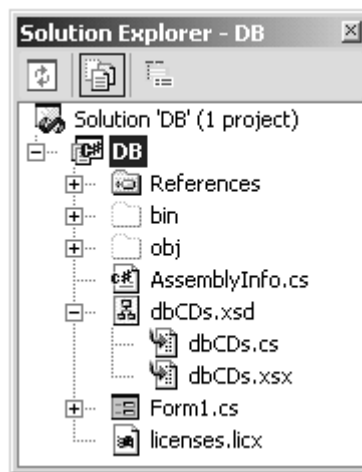 Solution Explorer - DB
Solution 'DB' (1 project)
DB
References
bin
obj
AssemblyInfo.cs
dbCDs.xsd
dbCDs.cs
dbCDs.xsx
Form1.cs
licenses.licx